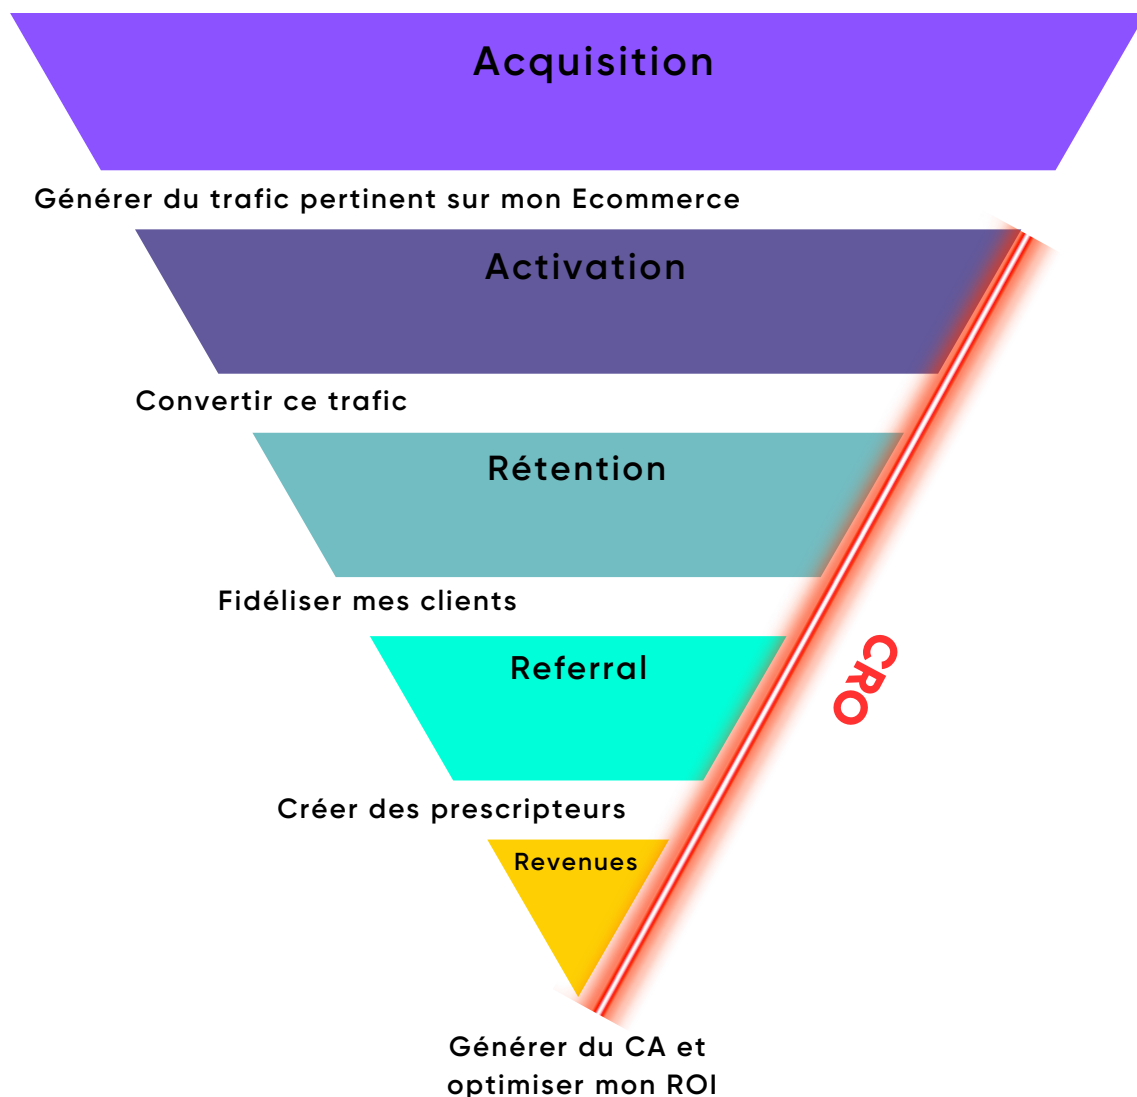 Acquisition
Générer du trafic pertinent sur mon Ecommerce
Activation
Convertir ce trafic
Rétention
Fidéliser mes clients
Referral
CRO
Créer des prescripteurs
Revenues
Générer du CA et
optimiser mon ROI